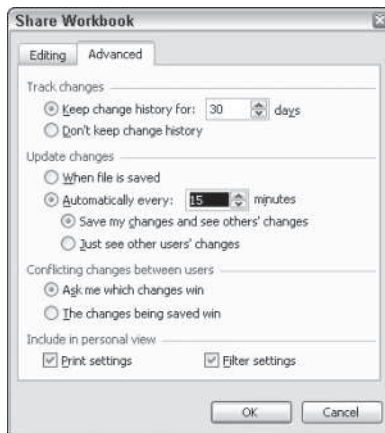 Share Workbook
Editing
Advanced
Track changes
Keep change history for: 30 days
Don't keep change history
Update changes
When file is saved
Automatically every: 15 minutes
Save my changes and see others' changes
Just see other users' changes
Conflicting changes between users
Ask me which changes win
The changes being saved win
Include in personal view
Print settings
Filter settings
OK
Cancel